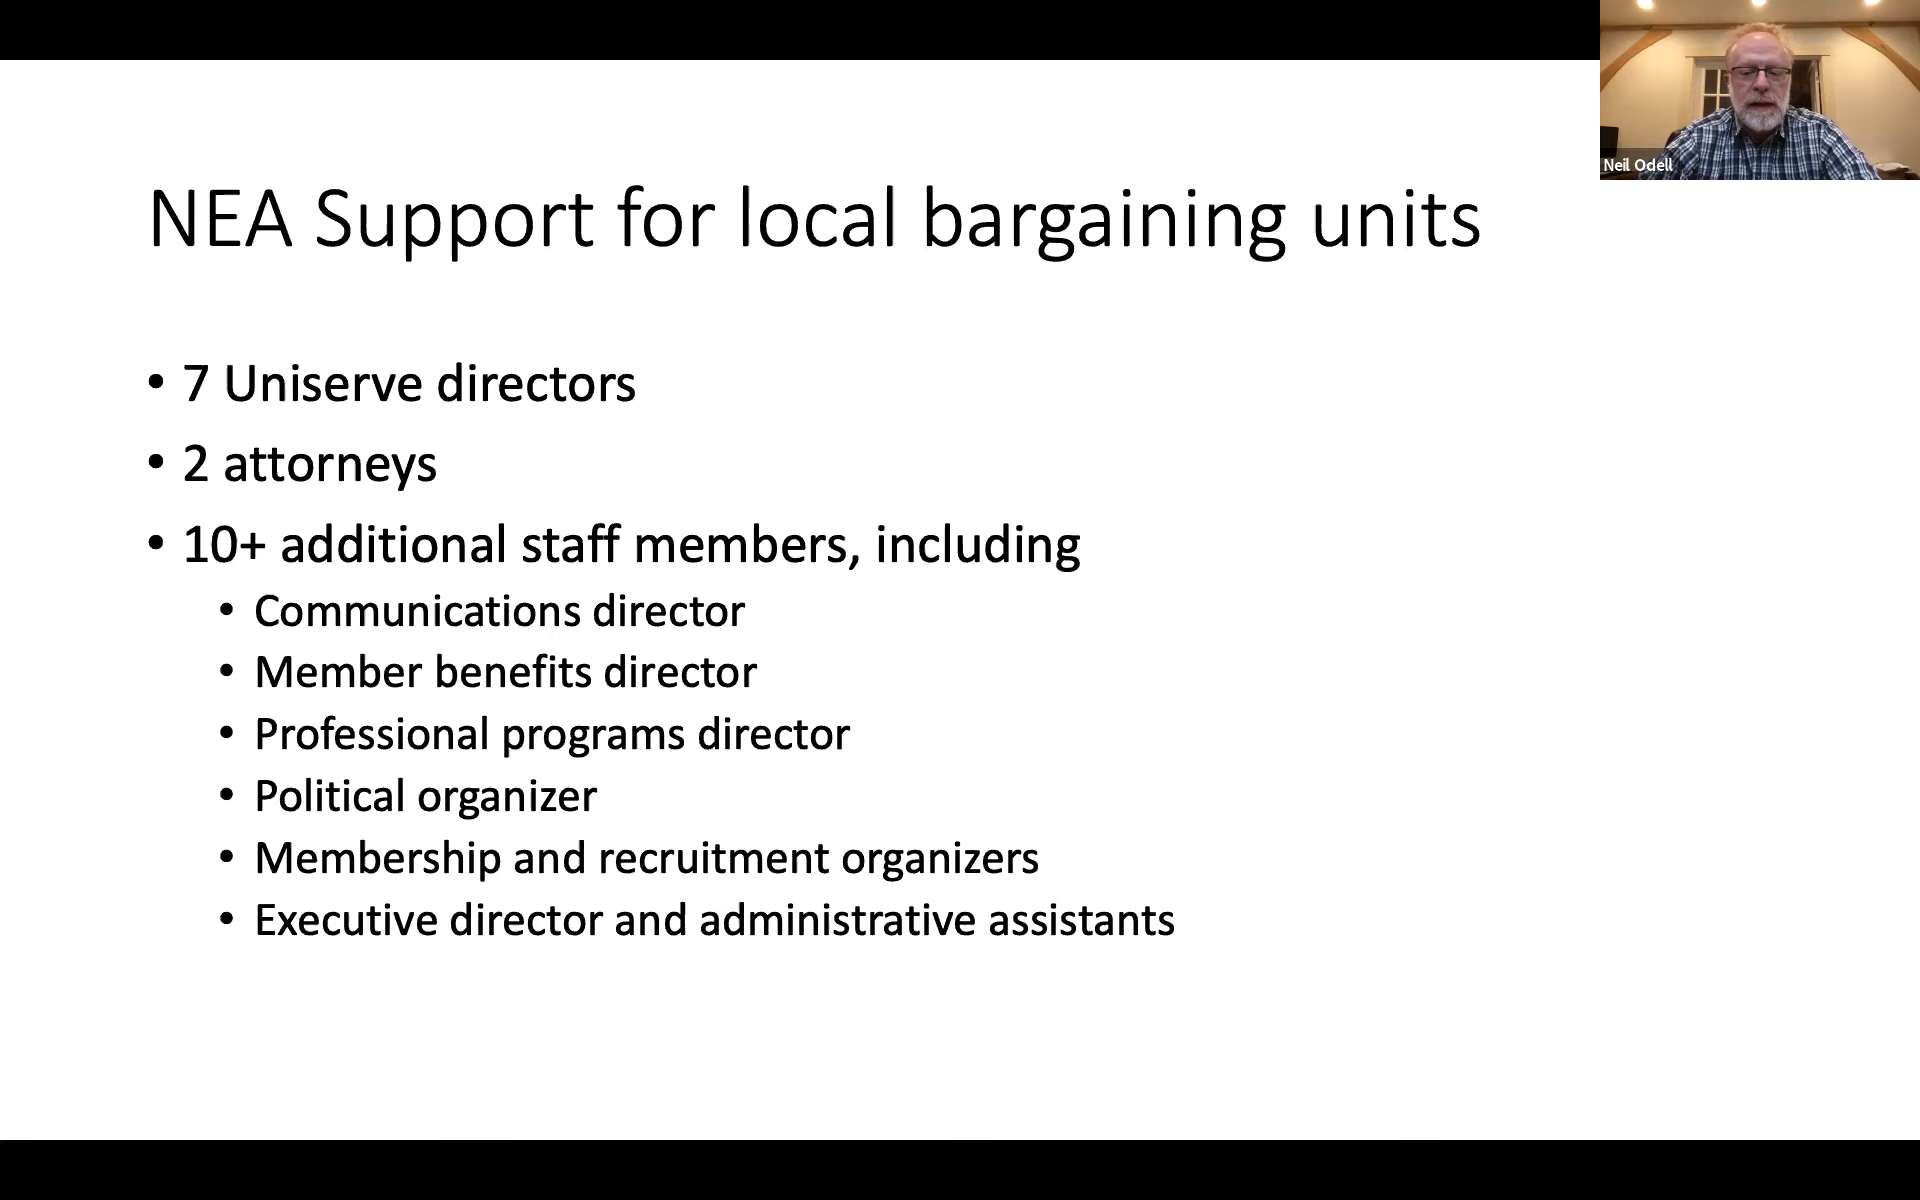 NEA Support for local bargaining units
• 7 Uniserve directors
• 2 attorneys
• 10+ additional staff members, including
• Communications director
• Member benefits director
• Professional programs director
• Political organizer
• Membership and recruitment organizers
• Executive director and administrative assistants
Neil Odell